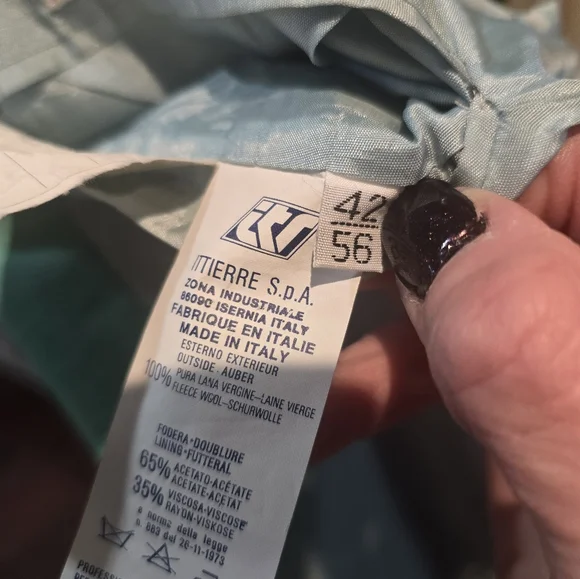 ITTIERRE S.p.A.
ZONA INDUSTRIALE
86090 ISERNIA ITALY
FABRIQUE EN ITALIE
MADE IN ITALY
ESTERNO EXTERIEUR
OUTSIDE . AUBER
100% PURA LANA VERGINE-LAINE VIERGE
FLEECE WOOL-SCHURWOLLE
FODERA•DOUBLURE
LINING•FUTTERAL
65% ACETATO-ACÉTATE
ACETATE-ACETAT
35% VISCOSA-VISCOSE
RAYON-VISKOSE
a norma della legge
n. 883 del 26-11-1973
42
56